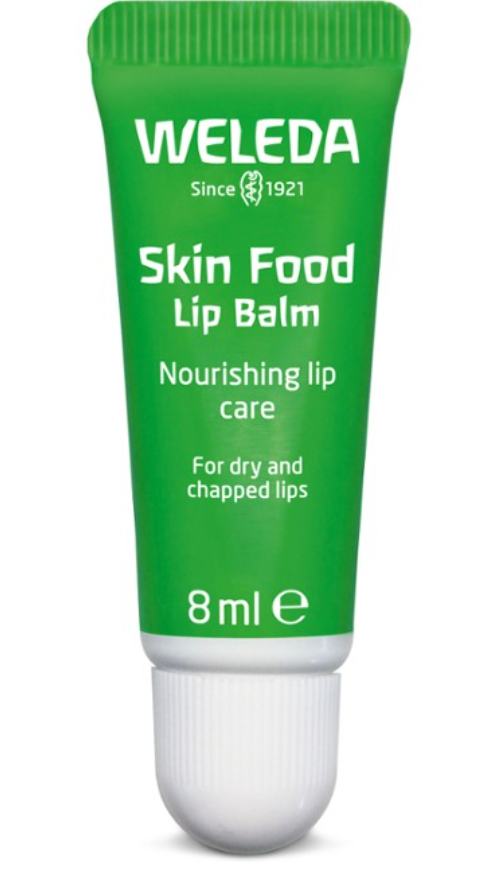 WELEDA
Since 1921
Skin Food
Lip Balm
Nourishing lip
care
For dry and
chapped lips
8 ml ℮